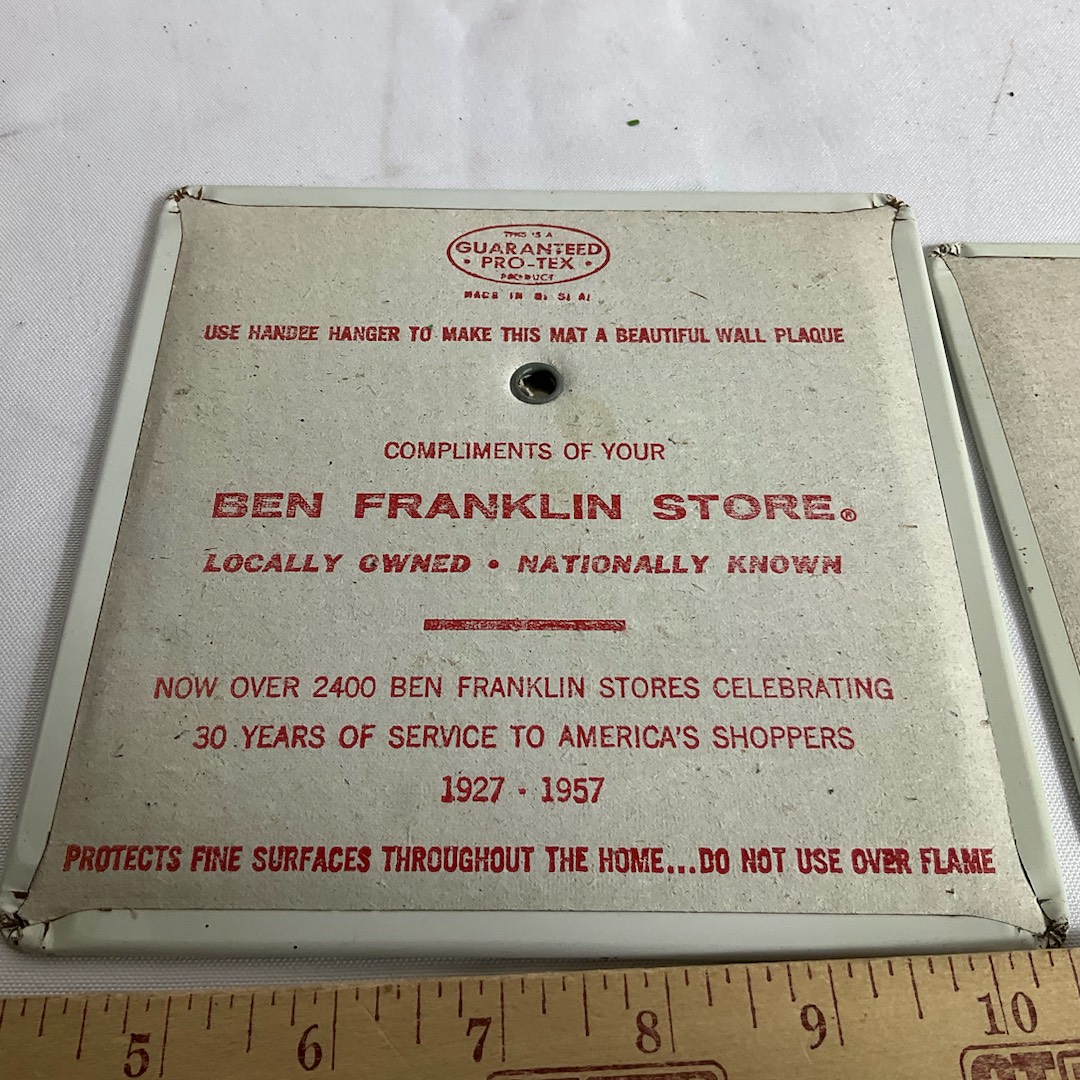 THIS IS A
GUARANTEED
• PRO-TEX •
PRODUCT
MADE IN U. S. A.
USE HANDEE HANGER TO MAKE THIS MAT A BEAUTIFUL WALL PLAQUE
COMPLIMENTS OF YOUR
BEN FRANKLIN STORE®
LOCALLY OWNED • NATIONALLY KNOWN
NOW OVER 2400 BEN FRANKLIN STORES CELEBRATING
30 YEARS OF SERVICE TO AMERICA'S SHOPPERS
1927 - 1957
PROTECTS FINE SURFACES THROUGHOUT THE HOME...DO NOT USE OVER FLAME
5 6 7 8 9 10